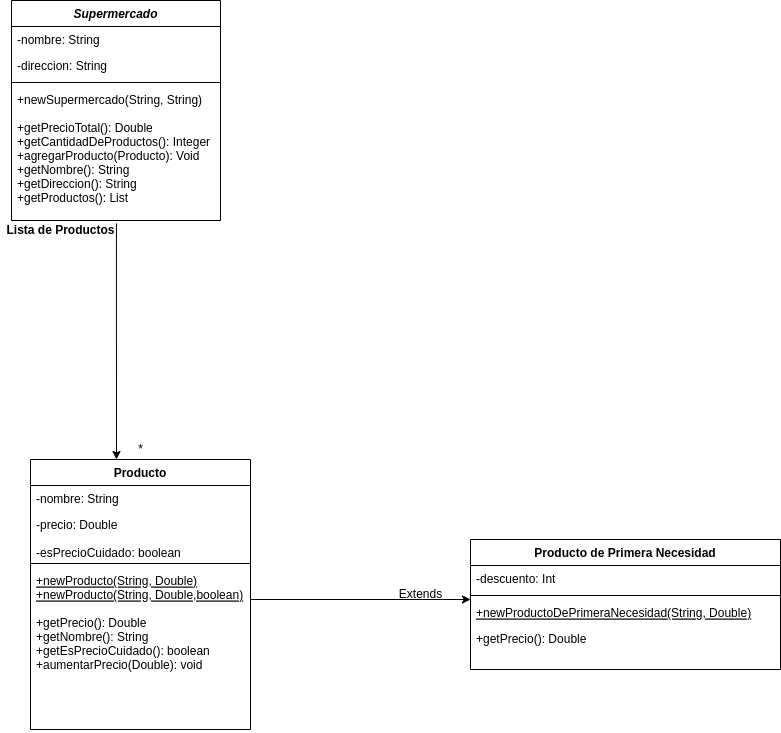 Supermercado
-nombre: String
-direccion: String
+newSupermercado(String, String)
+getPrecioTotal(): Double
+getCantidadDeProductos(): Integer
+agregarProducto(Producto): Void
+getNombre(): String
+getDireccion(): String
+getProductos(): List
Lista de Productos
*
Producto
-nombre: String
-precio: Double
-esPrecioCuidado: boolean
+newProducto(String, Double)
+newProducto(String, Double,boolean)
+getPrecio(): Double
+getNombre(): String
+getEsPrecioCuidado(): boolean
+aumentarPrecio(Double): void
Extends
Producto de Primera Necesidad
-descuento: Int
+newProductoDePrimeraNecesidad(String, Double)
+getPrecio(): Double